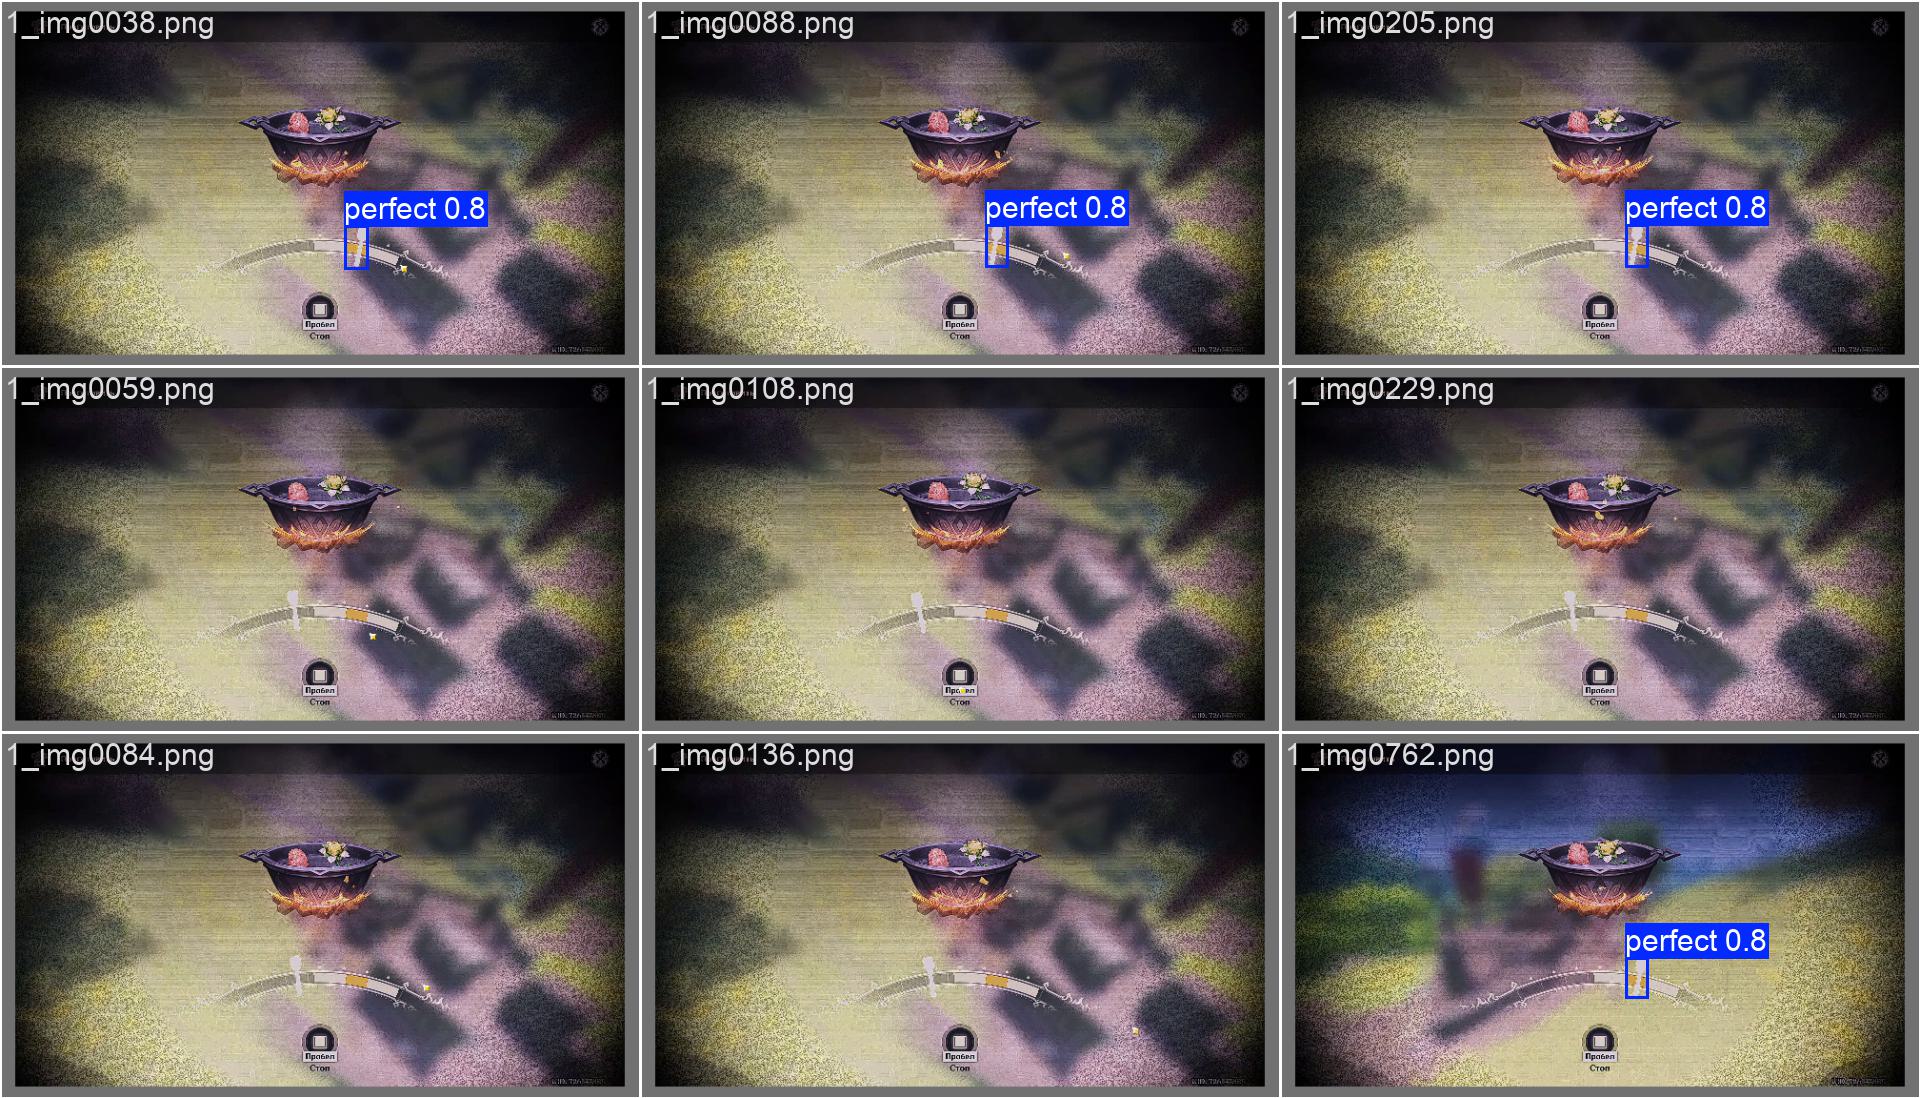 1_img0038.png
1_img0088.png
1_img0205.png
perfect 0.8
perfect 0.8
perfect 0.8
Пробел
Стоп
Пробел
Стоп
Пробел
Стоп
1_img0059.png
1_img0108.png
1_img0229.png
Пробел
Стоп
Пробел
Стоп
Пробел
Стоп
1_img0084.png
1_img0136.png
1_img0762.png
perfect 0.8
Пробел
Стоп
Пробел
Стоп
Пробел
Стоп